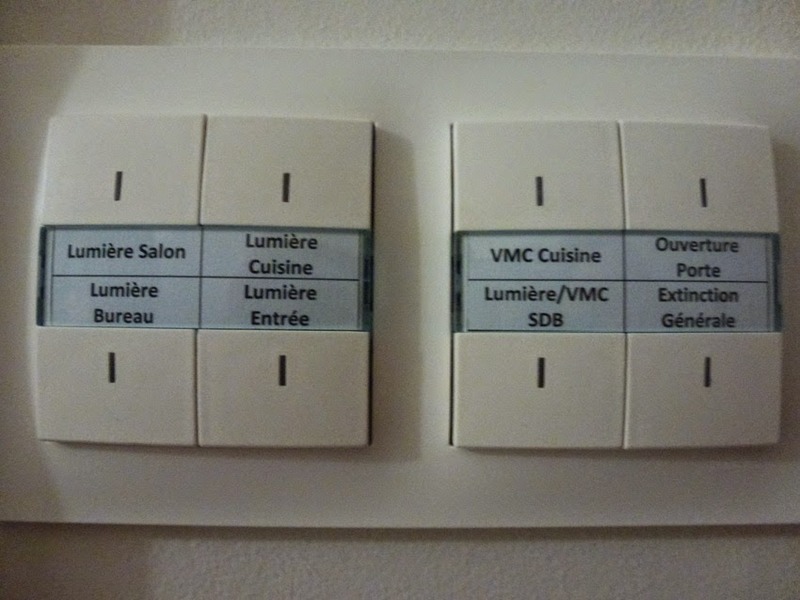 Lumière Salon
Lumière
Cuisine
Lumière
Bureau
Lumière
Entrée
VMC Cuisine
Ouverture
Porte
Lumière/VMC
SDB
Extinction
Générale